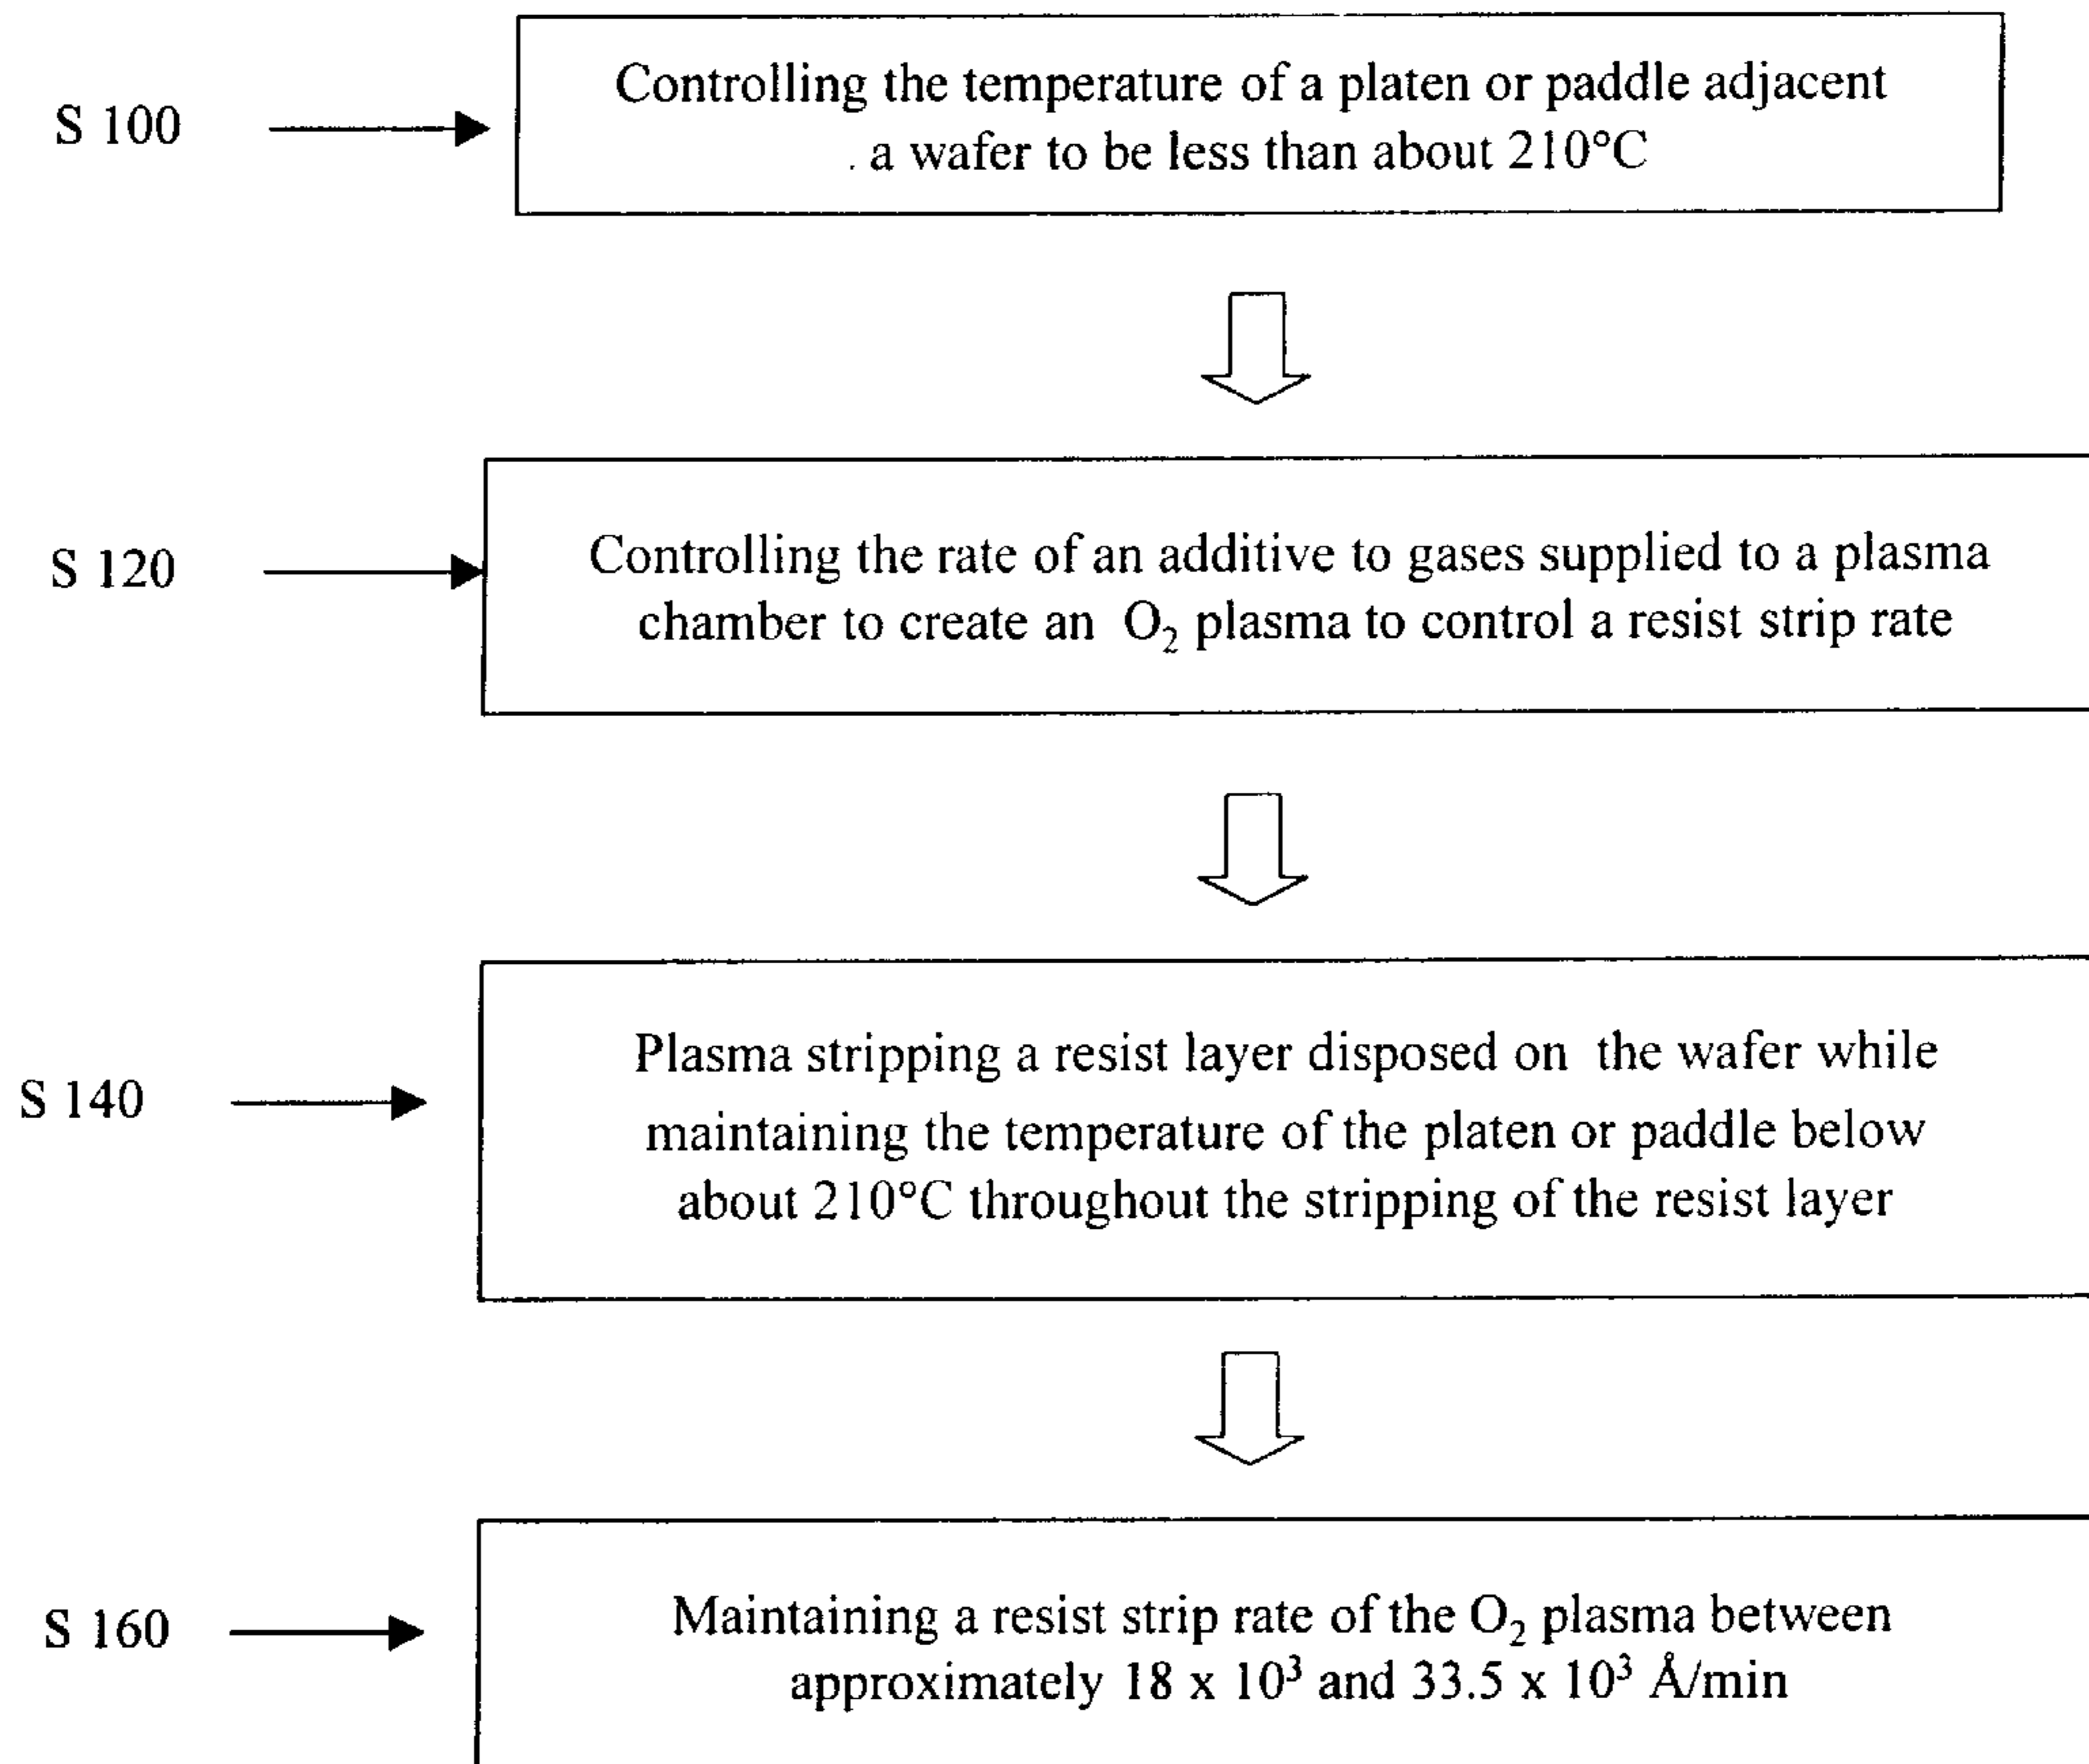 S 100
Controlling the temperature of a platen or paddle adjacent
. a wafer to be less than about 210°C
S 120
Controlling the rate of an additive to gases supplied to a plasma
chamber to create an O₂ plasma to control a resist strip rate
S 140
Plasma stripping a resist layer disposed on the wafer while
maintaining the temperature of the platen or paddle below
about 210°C throughout the stripping of the resist layer
S 160
Maintaining a resist strip rate of the O₂ plasma between
approximately 18 x 10³ and 33.5 x 10³ Å/min